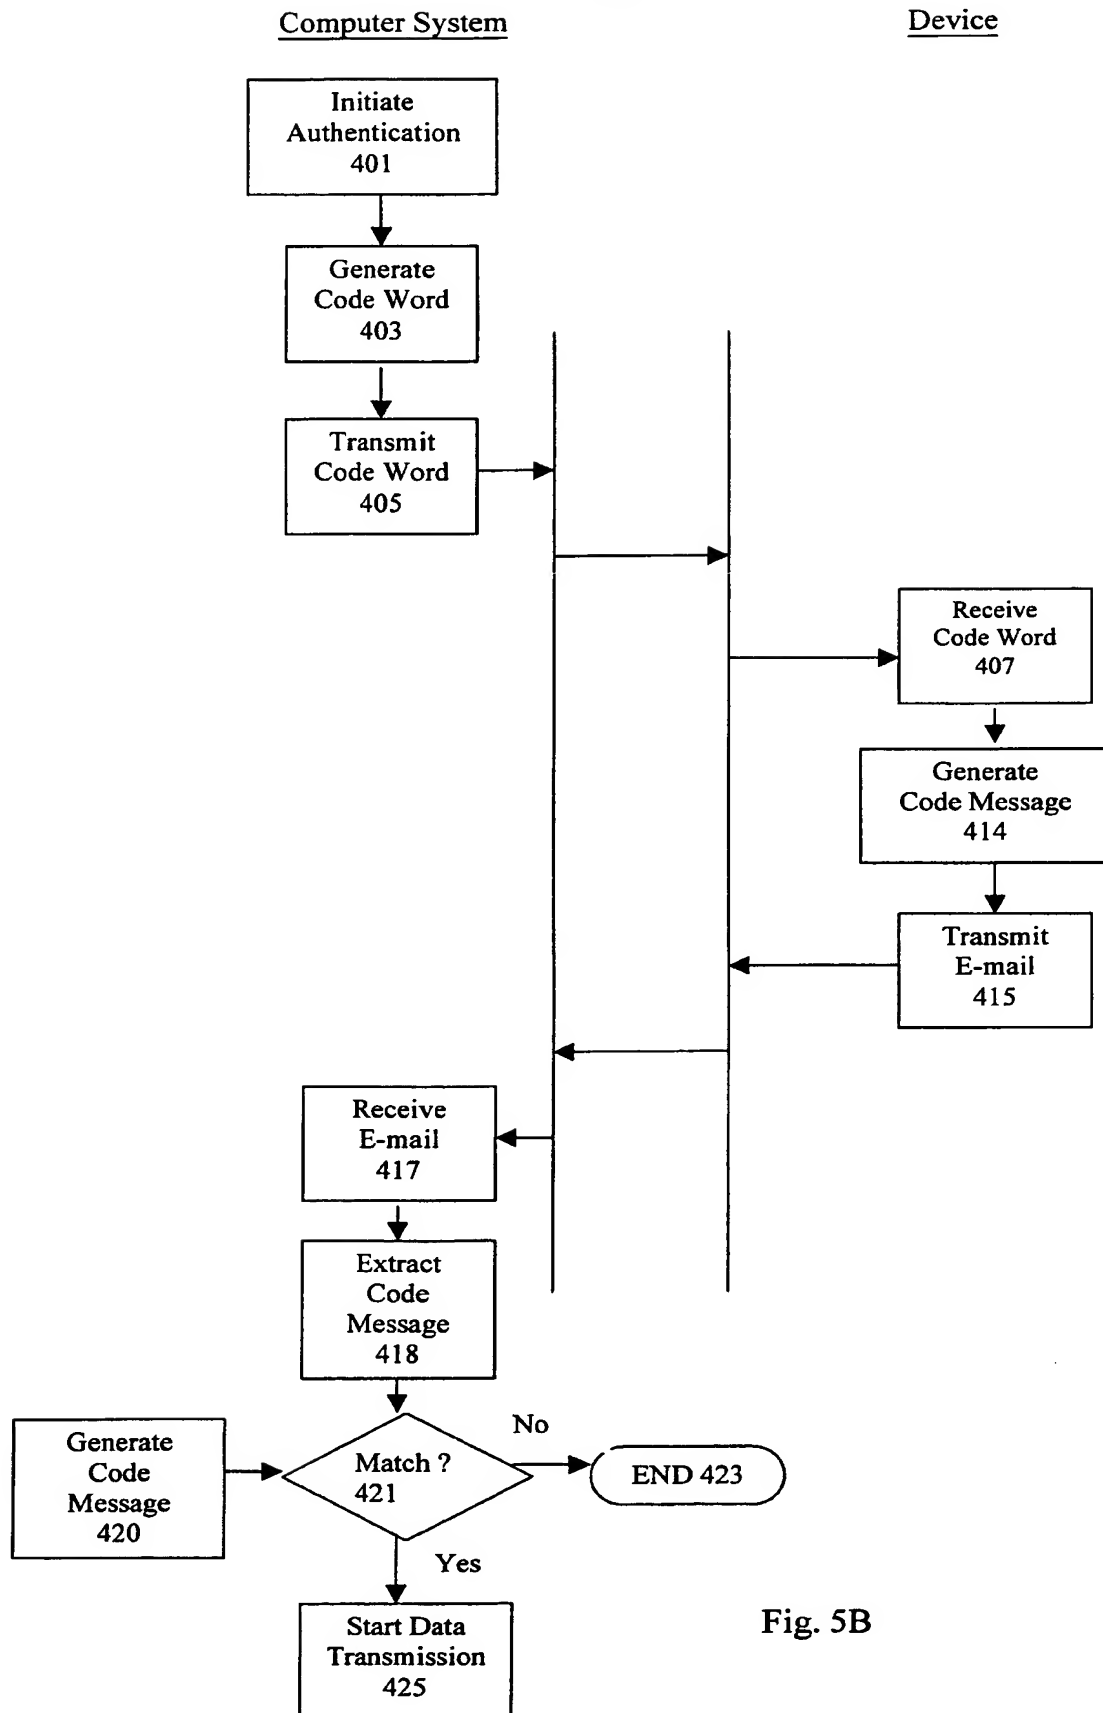 Computer System
Device
Initiate
Authentication
401
Generate
Code Word
403
Transmit
Code Word
405
Receive
Code Word
407
Generate
Code Message
414
Transmit
E-mail
415
Receive
E-mail
417
Extract
Code
Message
418
Generate
Code
Message
420
Match ?
421
No
END 423
Yes
Start Data
Transmission
425
Fig. 5B